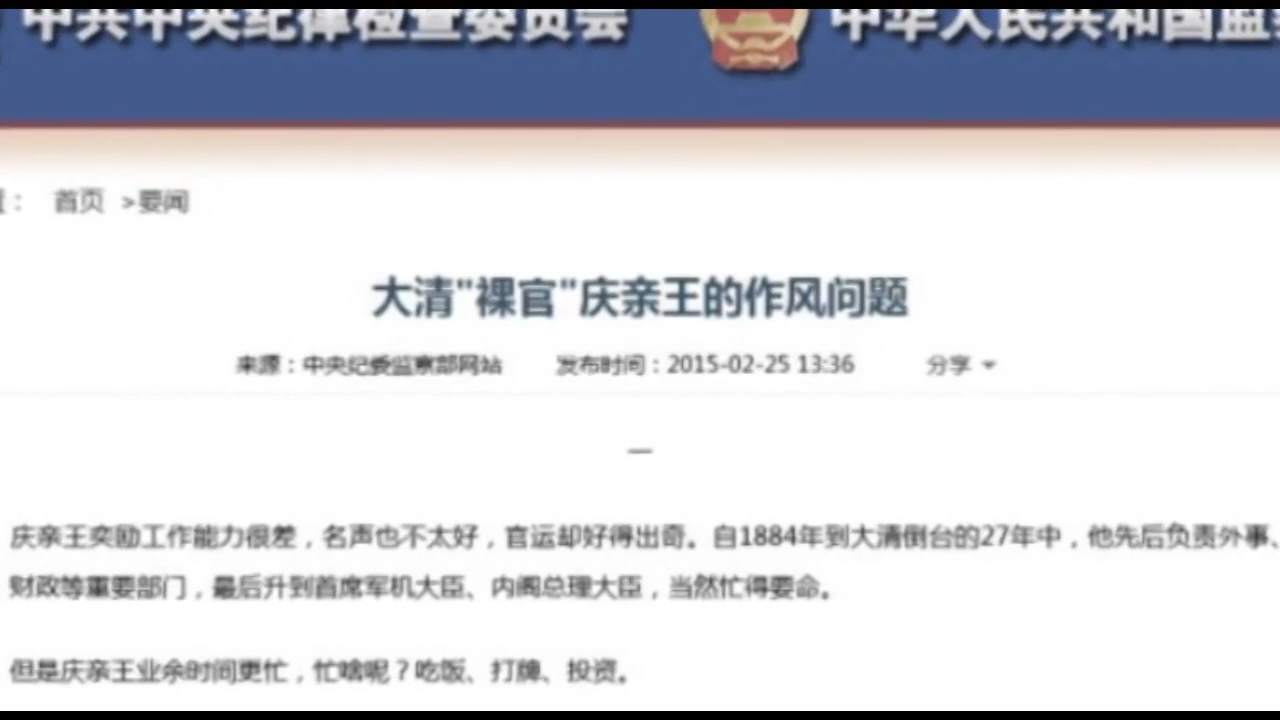 中共中央纪律检查委员会 中华人民共和国监
： 首页 >要闻
大清"裸官"庆亲王的作风问题
来源：中央纪委监察部网站 发布时间：2015-02-25 13:36 分享
一
庆亲王奕劻工作能力很差，名声也不太好，官运却好得出奇。自1884年到大清倒台的27年中，他先后负责外事、
财政等重要部门，最后升到首席军机大臣、内阁总理大臣，当然忙得要命。
但是庆亲王业余时间更忙，忙啥呢？吃饭、打牌、投资。